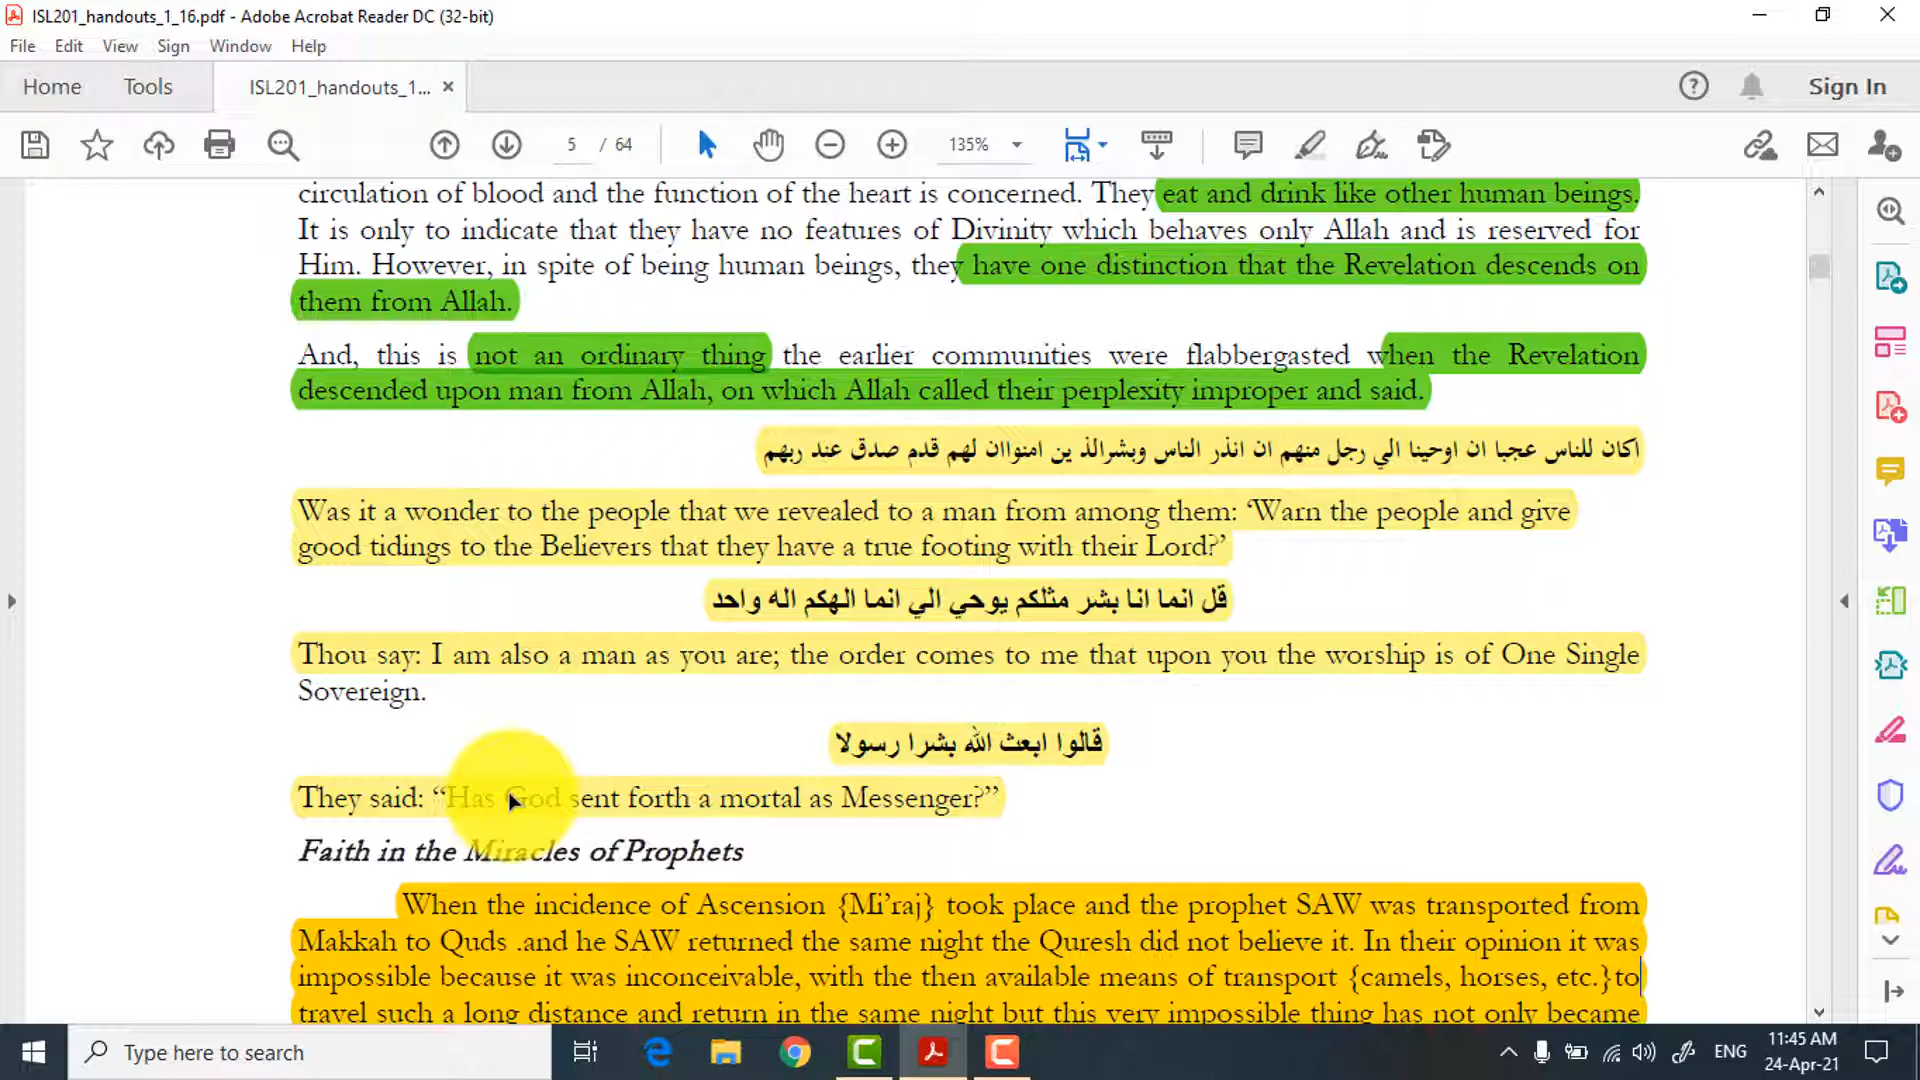 ISL201_handouts_1_16.pdf - Adobe Acrobat Reader DC (32-bit)
File Edit View Sign Window Help
Home Tools ISL201_handouts_1... × Sign In
5 / 64 135%
circulation of blood and the function of the heart is concerned. They eat and drink like other human beings.
It is only to indicate that they have no features of Divinity which behaves only Allah and is reserved for
Him. However, in spite of being human beings, they have one distinction that the Revelation descends on
them from Allah.
And, this is not an ordinary thing the earlier communities were flabbergasted when the Revelation
descended upon man from Allah, on which Allah called their perplexity improper and said.
اكان للناس عجبا ان اوحينا الي رجل منهم ان انذر الناس وبشرالذ ين امنواان لهم قدم صدق عند ربهم
Was it a wonder to the people that we revealed to a man from among them: ‘Warn the people and give
good tidings to the Believers that they have a true footing with their Lord?’
قل انما انا بشر مثلكم يوحي الي انما الهكم اله واحد
Thou say: I am also a man as you are; the order comes to me that upon you the worship is of One Single
Sovereign.
قالوا ابعث الله بشرا رسولا
They said: “Has God sent forth a mortal as Messenger?”
Faith in the Miracles of Prophets
When the incidence of Ascension {Mi’raj} took place and the prophet SAW was transported from
Makkah to Quds .and he SAW returned the same night the Quresh did not believe it. In their opinion it was
impossible because it was inconceivable, with the then available means of transport {camels, horses, etc.}to
travel such a long distance and return in the same night but this very impossible thing has not only became
Type here to search ENG 11:45 AM
24-Apr-21